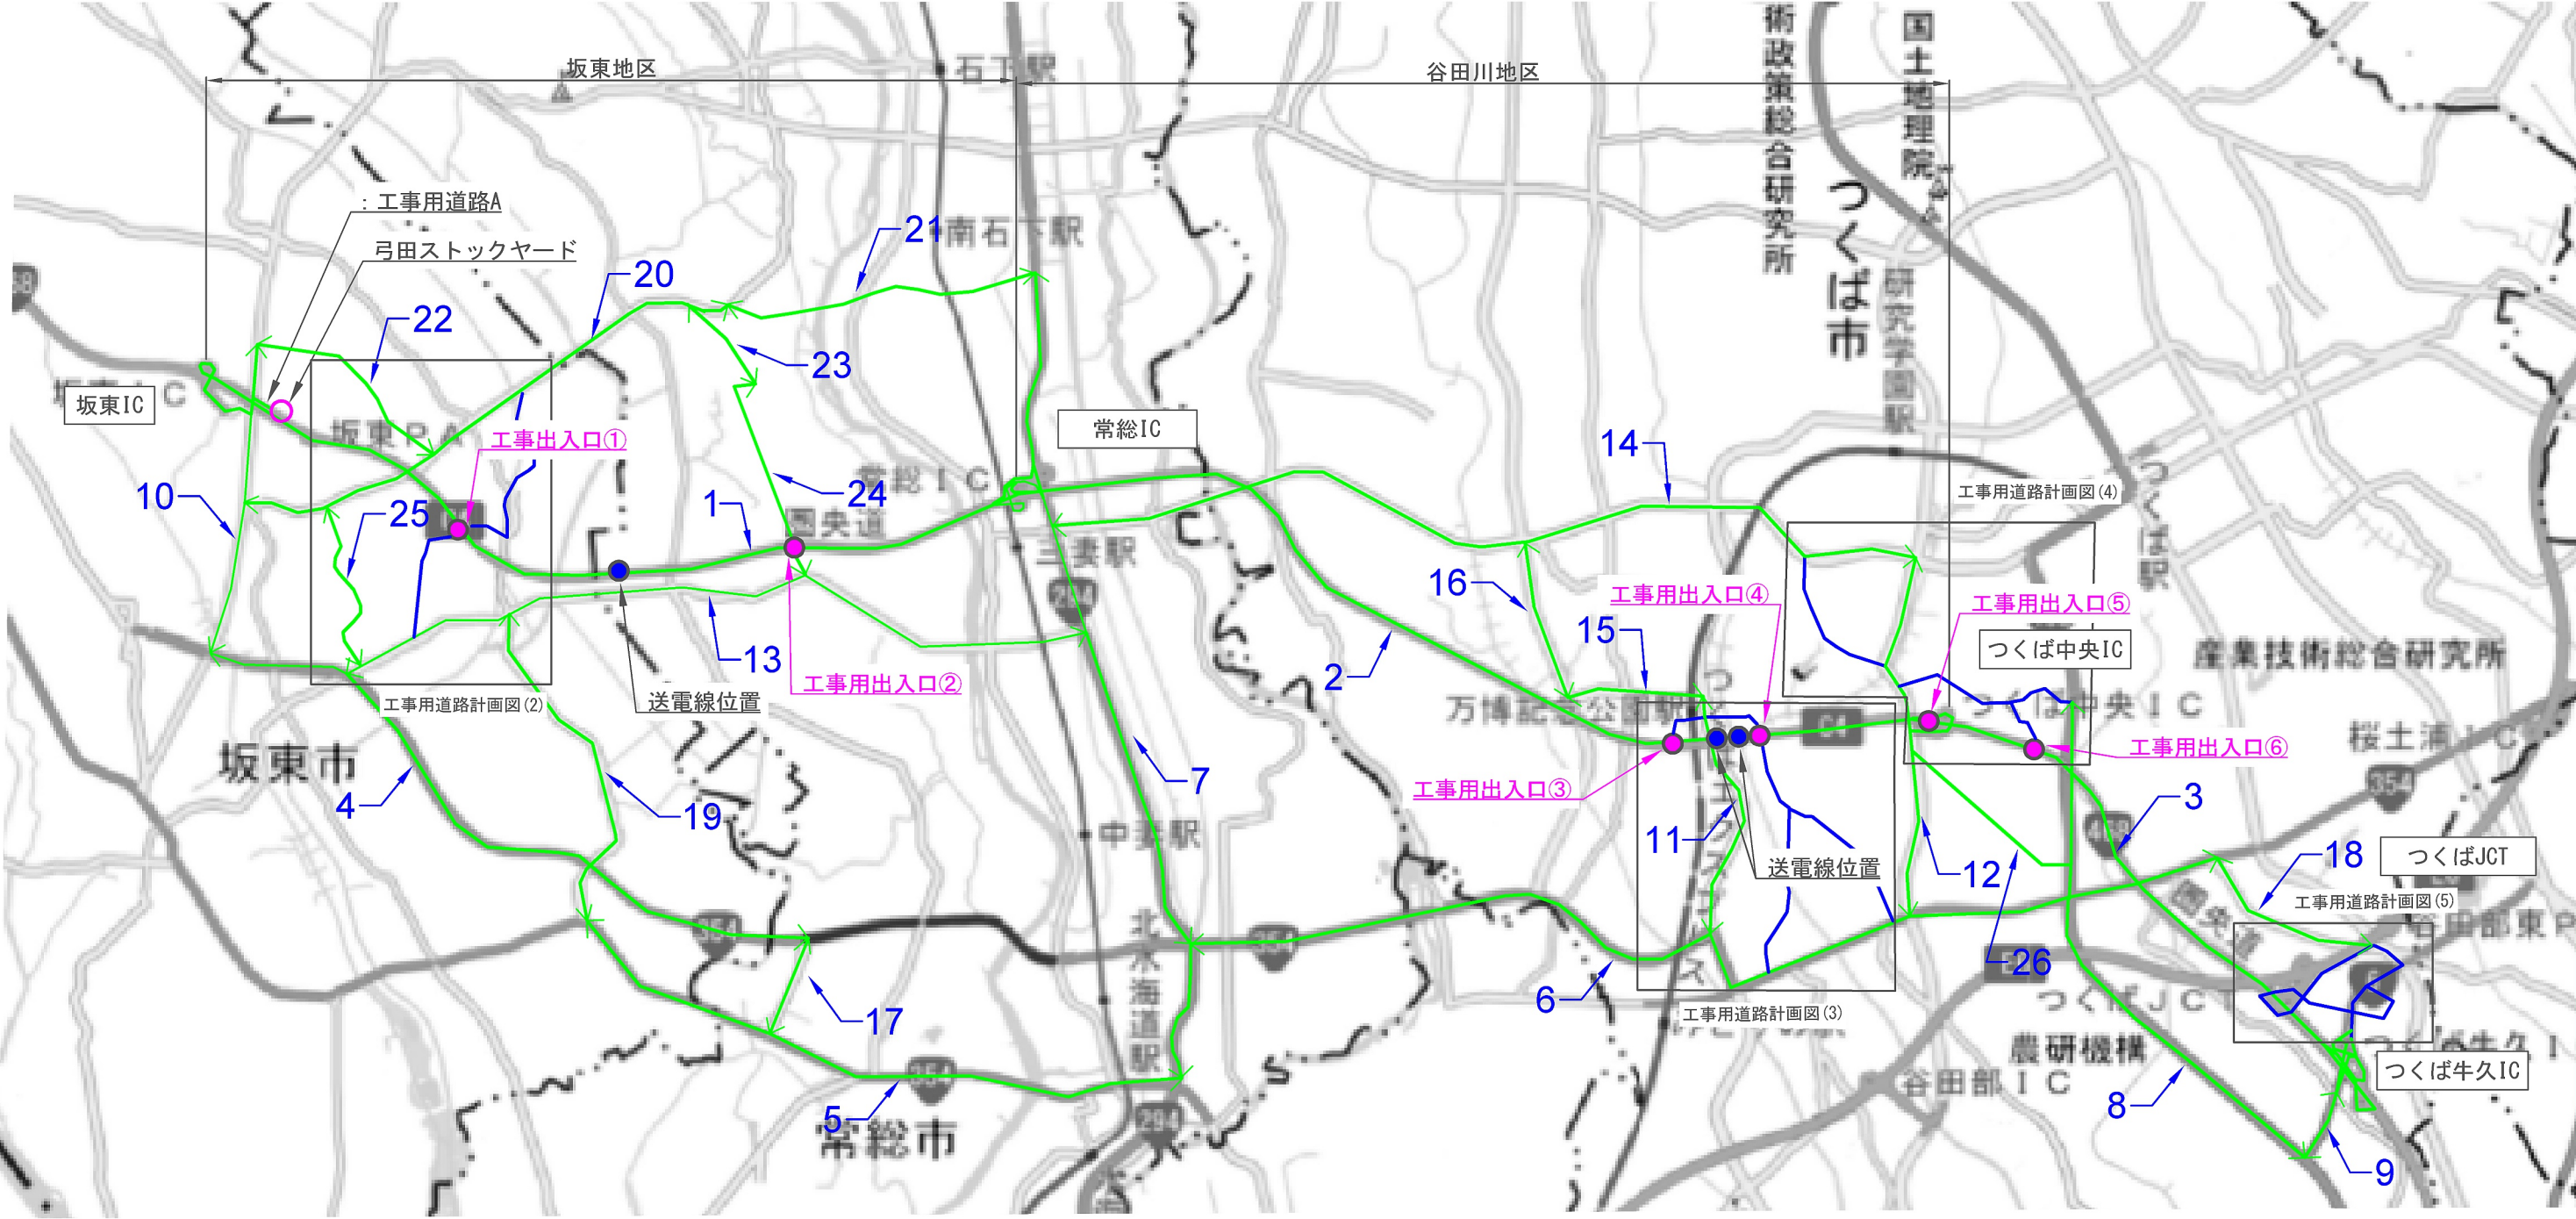 坂東地区
谷田川地区
石下駅
術政策総合研究所
国土地理院
つくば市
：工事用道路A
弓田ストックヤード
21
南石下駅
20
22
23
研究学園駅
坂東IC
坂東ＰＡ
工事出入口①
常総IC
常総ＩＣ
14
10
25
1
24
圏央道
工事用道路計画図(4)
つくば駅
三妻駅
294
16
工事用出入口④
工事用出入口⑤
15
つくば中央IC
産業技術総合研究所
13
2
工事用出入口②
送電線位置
工事用道路計画図(2)
万博記念公園駅
つくば中央ＩＣ
坂東市
工事用出入口⑥
桜土浦ＩＣ
7
工事用出入口③
354
4
19
3
中妻駅
11
送電線位置
12
18
つくばJCT
工事用道路計画図(5)
圏央道
北水海道駅
26
6
17
工事用道路計画図(3)
農研機構
つくば牛久IC
谷田部ＩＣ
5
8
294
常総市
9